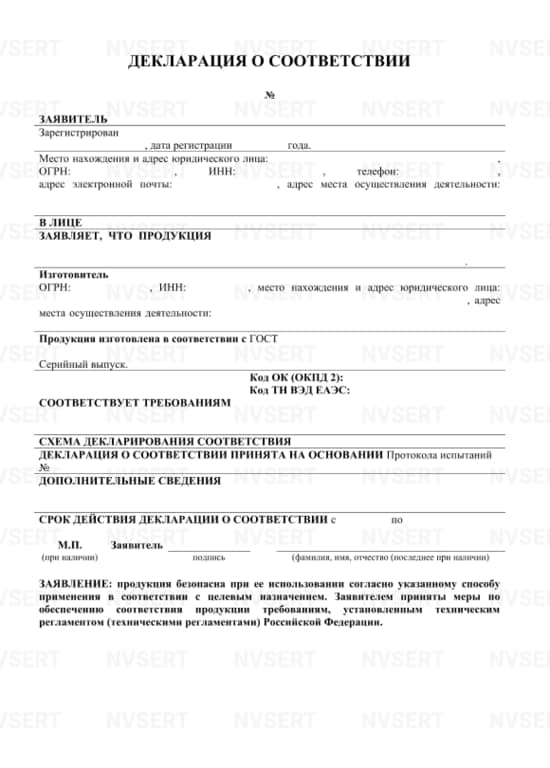 ДЕКЛАРАЦИЯ О СООТВЕТСТВИИ
№
ЗАЯВИТЕЛЬ
Зарегистрирован
, дата регистрации года.
Место нахождения и адрес юридического лица: ,
ОГРН: , ИНН: , телефон: ,
адрес электронной почты: , адрес места осуществления деятельности:
В ЛИЦЕ
ЗАЯВЛЯЕТ, ЧТО ПРОДУКЦИЯ
.
Изготовитель
ОГРН: , ИНН: , место нахождения и адрес юридического лица:
, адрес
места осуществления деятельности:
Продукция изготовлена в соответствии с ГОСТ
Серийный выпуск.
Код ОК (ОКПД 2):
Код ТН ВЭД ЕАЭС:
СООТВЕТСТВУЕТ ТРЕБОВАНИЯМ
СХЕМА ДЕКЛАРИРОВАНИЯ СООТВЕТСТВИЯ
ДЕКЛАРАЦИЯ О СООТВЕТСТВИИ ПРИНЯТА НА ОСНОВАНИИ Протокола испытаний
№
ДОПОЛНИТЕЛЬНЫЕ СВЕДЕНИЯ
СРОК ДЕЙСТВИЯ ДЕКЛАРАЦИИ О СООТВЕТСТВИИ с по
М.П. Заявитель
(при наличии) подпись (фамилия, имя, отчество (последнее при наличии)
ЗАЯВЛЕНИЕ: продукция безопасна при ее использовании согласно указанному способу
применения в соответствии с целевым назначением. Заявителем приняты меры по
обеспечению соответствия продукции требованиям, установленным техническим
регламентом (техническими регламентами) Российской Федерации.
NVSERT